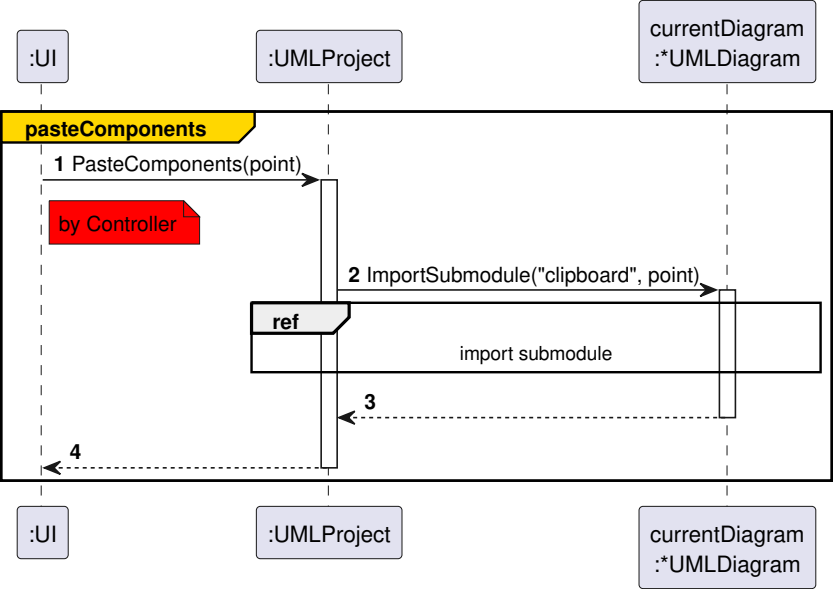 :UI
:UMLProject
currentDiagram
:*UMLDiagram
pasteComponents
1 PasteComponents(point)
by Controller
2 ImportSubmodule("clipboard", point)
ref
import submodule
3
4
:UI
:UMLProject
currentDiagram
:*UMLDiagram